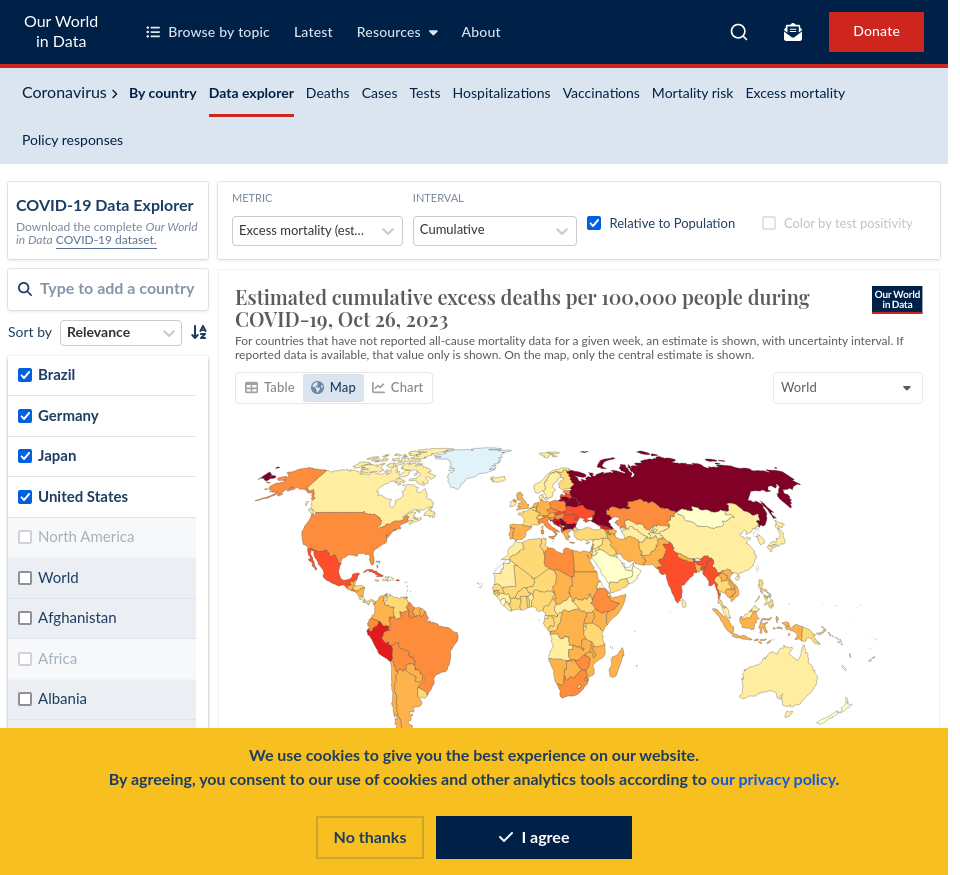 Our World
in Data
Browse by topic
Latest
Resources
About
Donate
Coronavirus
By country
Data explorer
Deaths
Cases
Tests
Hospitalizations
Vaccinations
Mortality risk
Excess mortality
Policy responses
COVID-19 Data Explorer
Download the complete Our World
in Data COVID-19 dataset.
METRIC
Excess mortality (est...
INTERVAL
Cumulative
Relative to Population
Color by test positivity
Type to add a country
Sort by
Relevance
Brazil
Germany
Japan
United States
North America
World
Afghanistan
Africa
Albania
Estimated cumulative excess deaths per 100,000 people during
COVID-19, Oct 26, 2023
Our World
in Data
For countries that have not reported all-cause mortality data for a given week, an estimate is shown, with uncertainty interval. If
reported data is available, that value only is shown. On the map, only the central estimate is shown.
Table
Map
Chart
World
We use cookies to give you the best experience on our website.
By agreeing, you consent to our use of cookies and other analytics tools according to our privacy policy.
No thanks
I agree